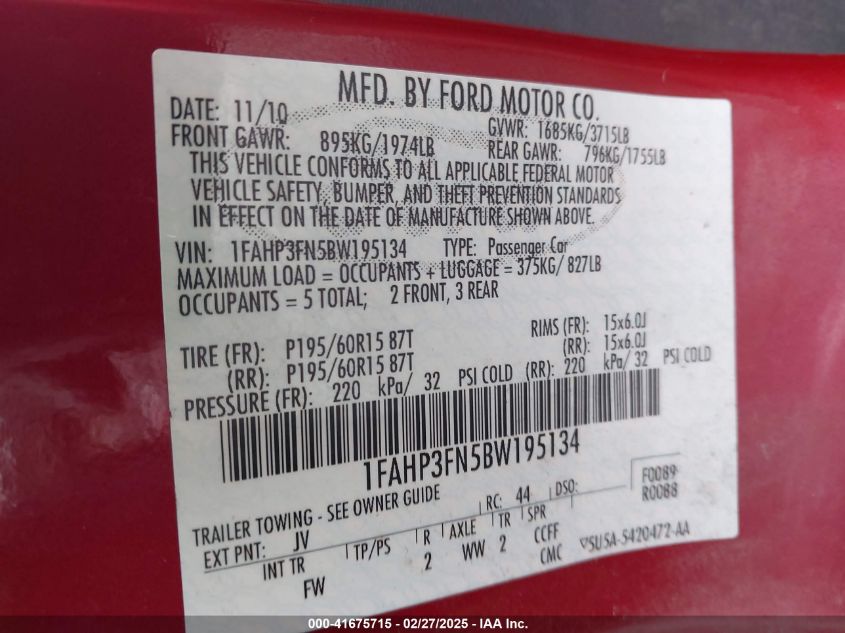 MFD. BY FORD MOTOR CO.
DATE: 11/10 GVWR: 1685KG/3715LB
FRONT GAWR: 895KG/1974LB REAR GAWR: 796KG/1755LB
THIS VEHICLE CONFORMS TO ALL APPLICABLE FEDERAL MOTOR
VEHICLE SAFETY, BUMPER, AND THEFT PREVENTION STANDARDS
IN EFFECT ON THE DATE OF MANUFACTURE SHOWN ABOVE.
VIN: 1FAHP3FN5BW195134 TYPE: Passenger Car
MAXIMUM LOAD = OCCUPANTS + LUGGAGE = 375KG/ 827LB
OCCUPANTS = 5 TOTAL; 2 FRONT, 3 REAR
TIRE (FR): P195/60R15 87T RIMS (FR): 15x6.0J
(RR): P195/60R15 87T (RR): 15x6.0J
PRESSURE (FR): 220 kPa/ 32 PSI COLD (RR): 220 kPa/ 32 PSI COLD
1FAHP3FN5BW195134
F0089
R0088
TRAILER TOWING - SEE OWNER GUIDE RC: 44 DSO:
EXT PNT: JV TP/PS R AXLE TR SPR
INT TR 2 WW 2 CCFF
FW CMC
▽5U5A-5420472-AA
000-41675715 - 02/27/2025 - IAA Inc.